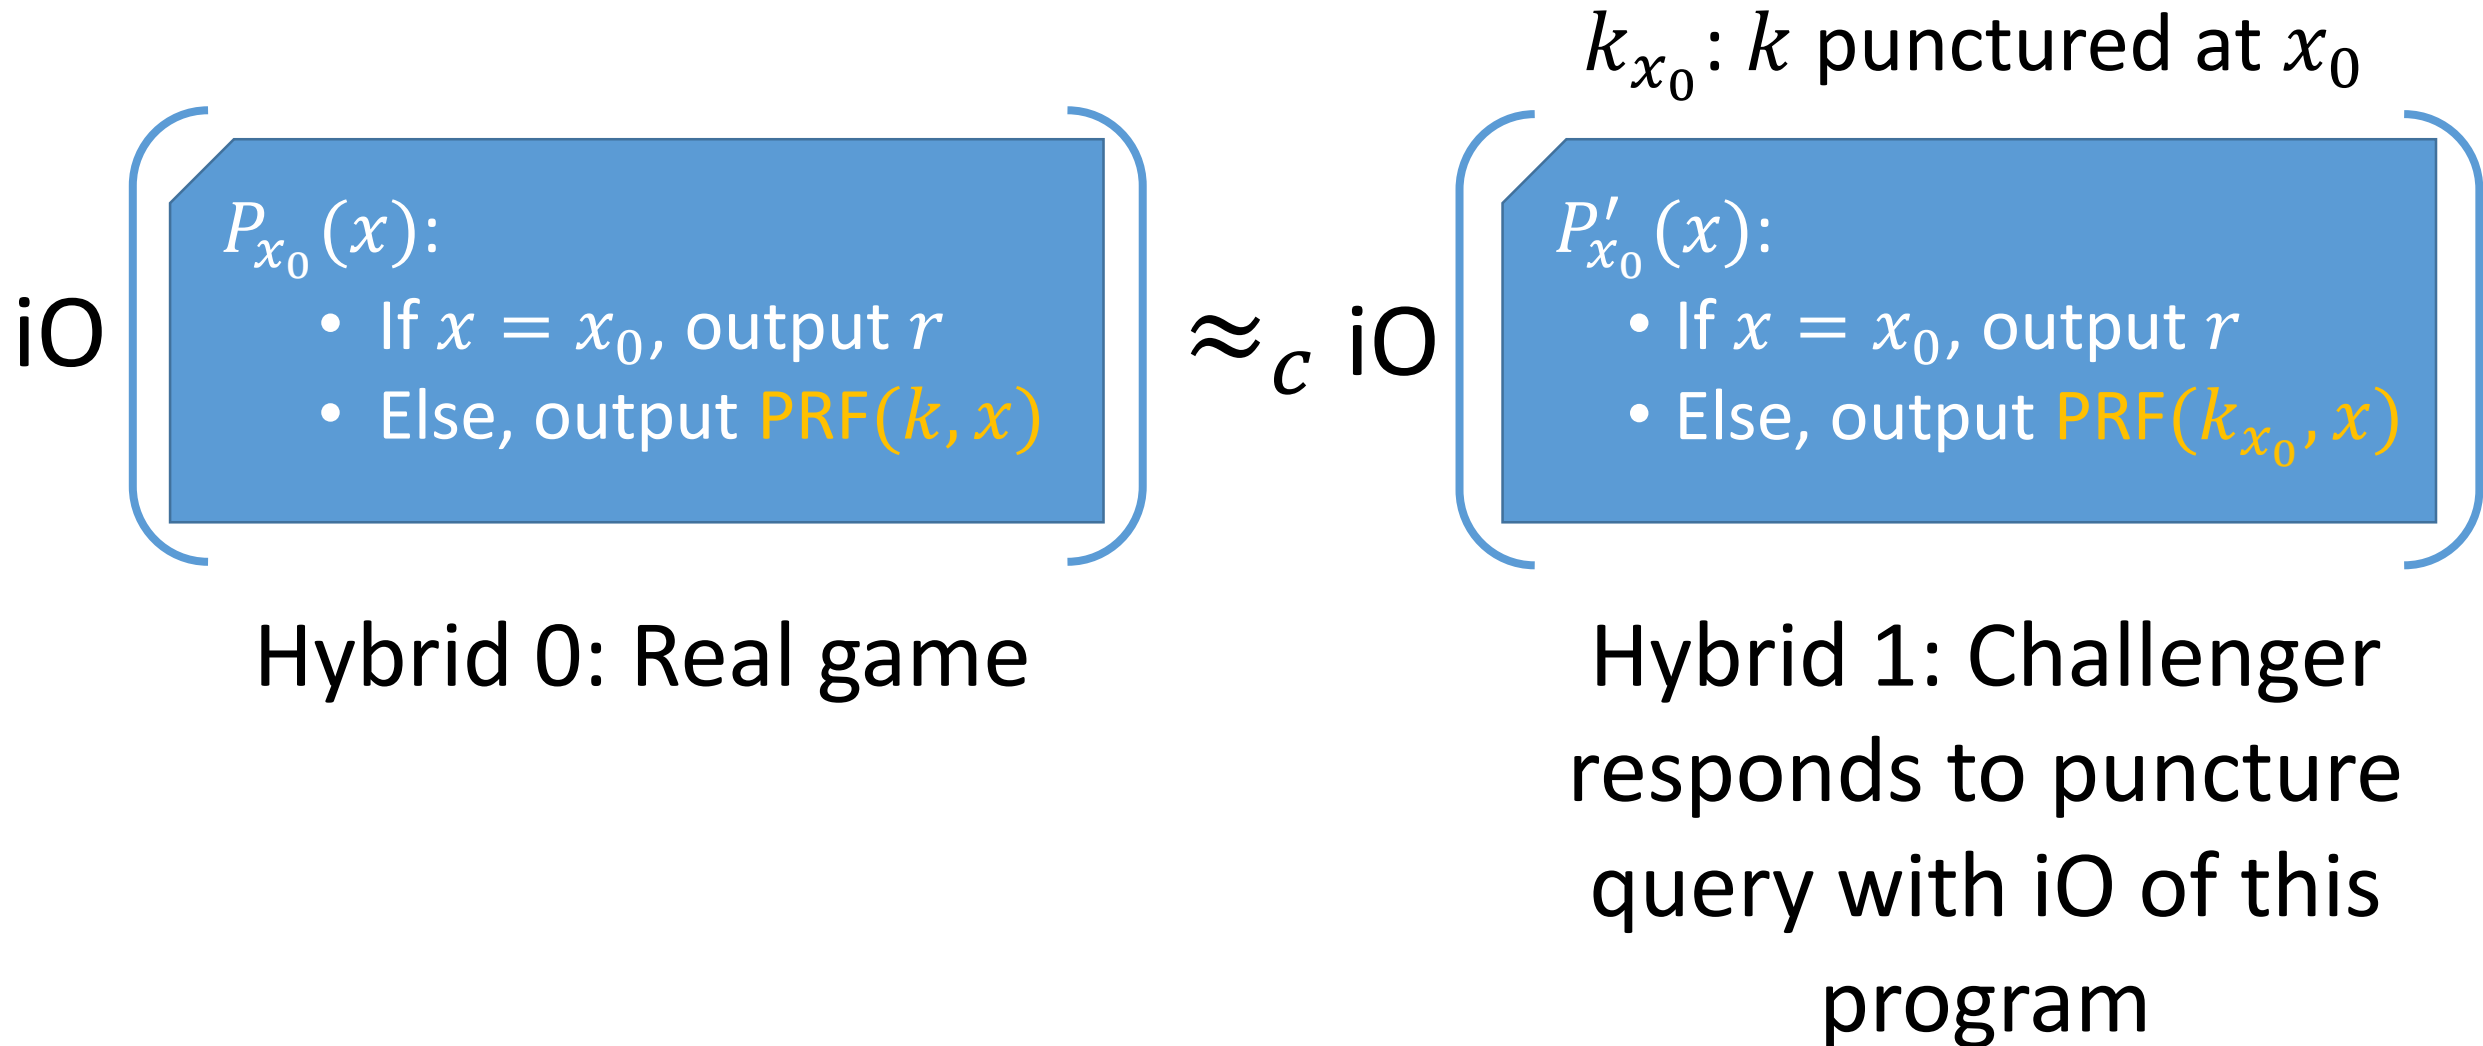 k_{x_0}: k punctured at x_0
iO
P_{x_0}(x):
• If x = x_0, output r
• Else, output PRF(k, x)
≈_c iO
P′_{x_0}(x):
• If x = x_0, output r
• Else, output PRF(k_{x_0}, x)
Hybrid 0: Real game
Hybrid 1: Challenger
responds to puncture
query with iO of this
program